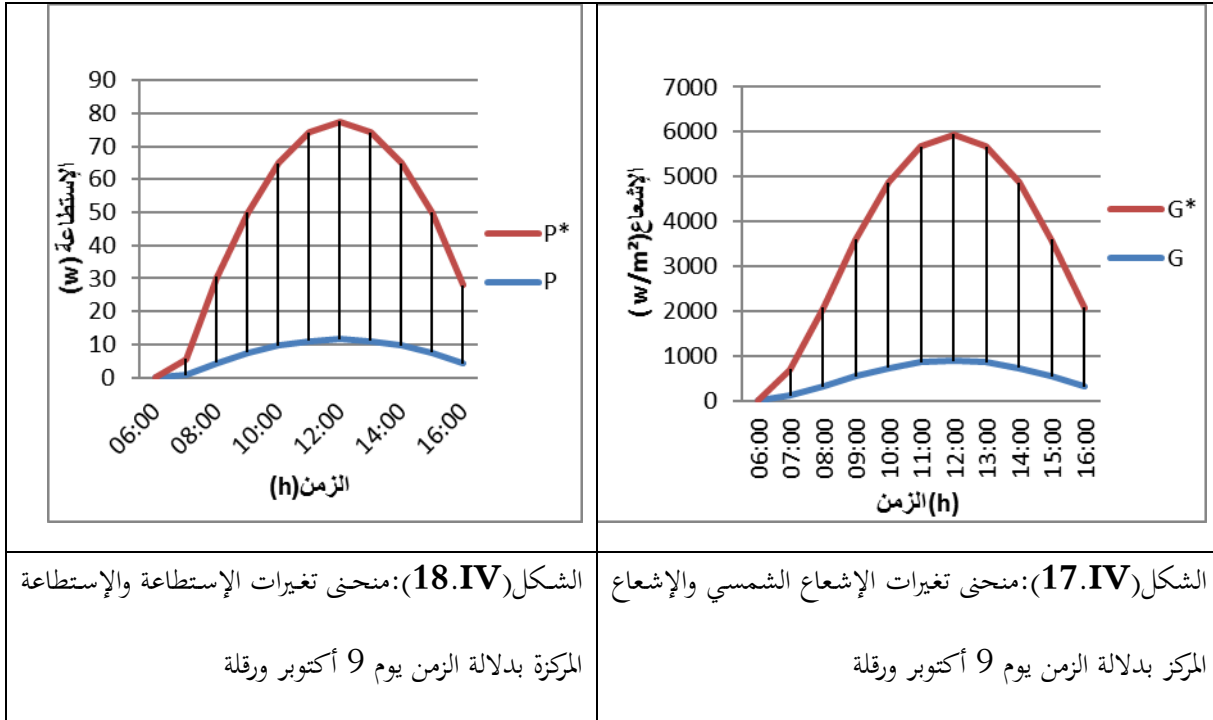 7000
6000
5000
4000
3000
2000
1000
0
الإشعاع(w/m²)
06:00
07:00
08:00
09:00
10:00
11:00
12:00
13:00
14:00
15:00
16:00
الزمن(h)
G*
G
90
80
70
60
50
40
30
20
10
0
الإستطاعة (w)
06:00
08:00
10:00
12:00
14:00
16:00
الزمن(h)
P*
P
الشكل(17.IV):منحنى تغيرات الإشعاع الشمسي والإشعاع
المركز بدلالة الزمن يوم 9 أكتوبر ورقلة
الشكل(18.IV):منحنى تغيرات الإستطاعة والإستطاعة
المركزة بدلالة الزمن يوم 9 أكتوبر ورقلة